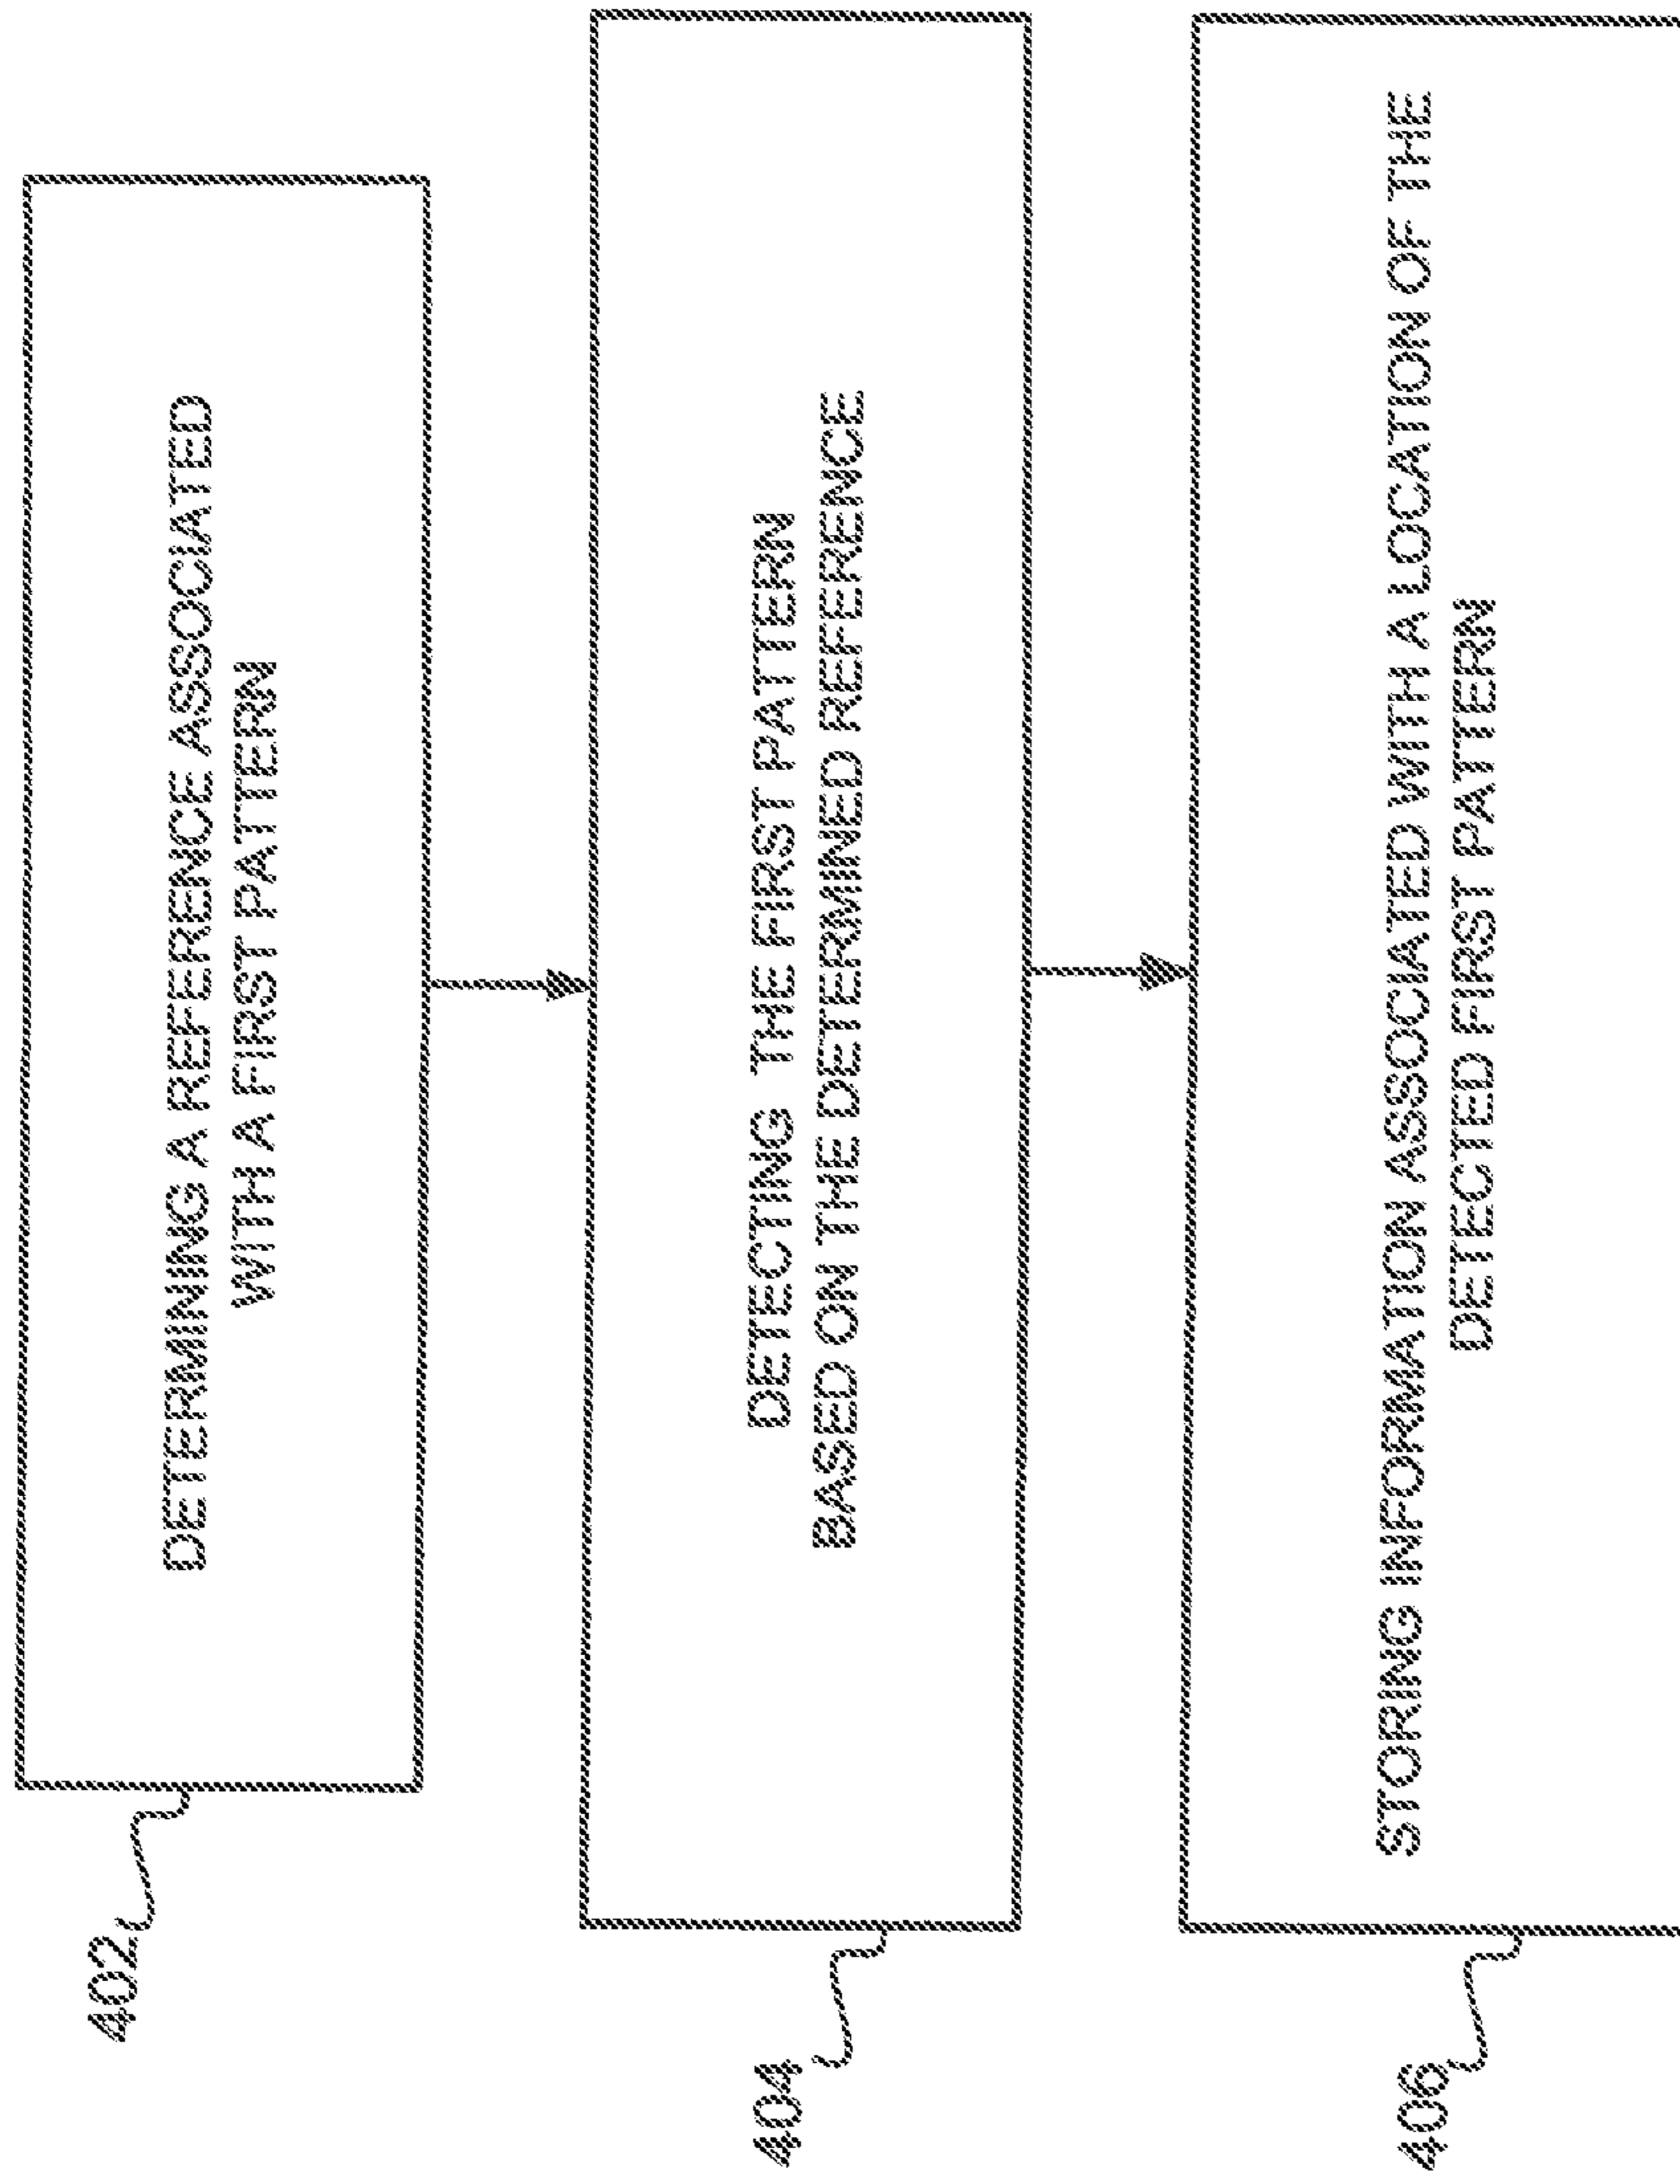 402
DETERMINING A REFERENCE ASSOCIATED
WITH A FIRST PATTERN
404
DETECTING THE FIRST PATTERN
BASED ON THE DETERMINED REFERENCE
406
STORING INFORMATION ASSOCIATED WITH A LOCATION OF THE
DETECTED FIRST PATTERN